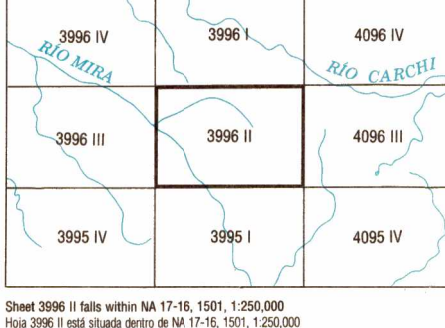 3996 IV
3996 I
4096 IV
RÍO MIRA
RÍO CARCHI
3996 III
3996 II
4096 III
3995 IV
3995 I
4095 IV
Sheet 3996 II falls within NA 17-16, 1501, 1:250,000
Hoja 3996 II está situada dentro de NA 17-16, 1501, 1:250,000